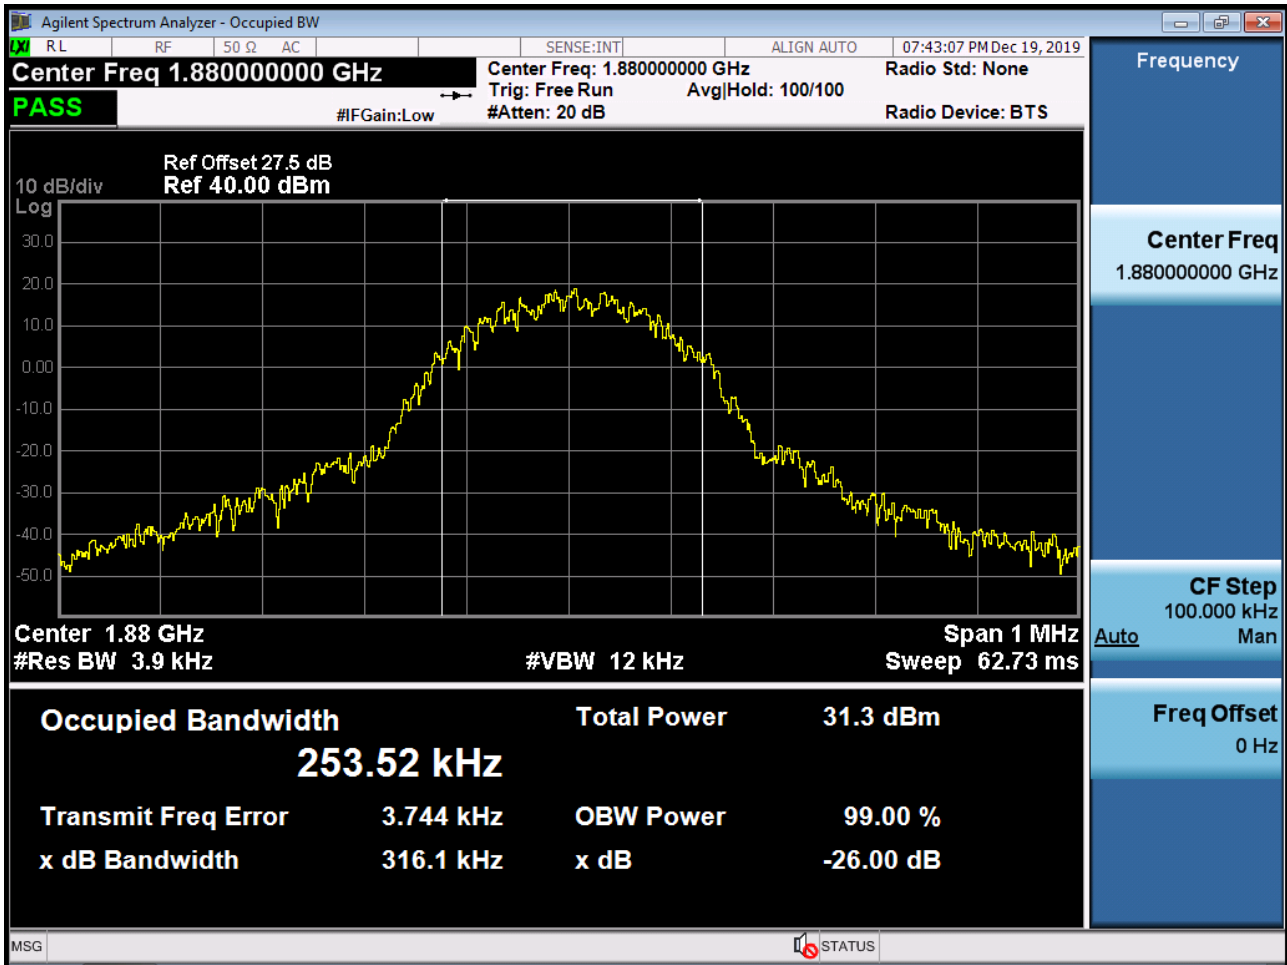 Agilent Spectrum Analyzer - Occupied BW
LXI RL RF 50 Ω AC SENSE:INT ALIGN AUTO 07:43:07 PM Dec 19, 2019
Center Freq 1.880000000 GHz
Center Freq: 1.880000000 GHz Radio Std: None
Trig: Free Run Avg|Hold: 100/100
PASS
#IFGain:Low #Atten: 20 dB Radio Device: BTS
Ref Offset 27.5 dB
10 dB/div Ref 40.00 dBm
Log
30.0
20.0
10.0
0.00
-10.0
-20.0
-30.0
-40.0
-50.0
Center 1.88 GHz Span 1 MHz
#Res BW 3.9 kHz #VBW 12 kHz Sweep 62.73 ms
Occupied Bandwidth Total Power 31.3 dBm
253.52 kHz
Transmit Freq Error 3.744 kHz OBW Power 99.00 %
x dB Bandwidth 316.1 kHz x dB -26.00 dB
Frequency
Center Freq
1.880000000 GHz
CF Step
100.000 kHz
Auto Man
Freq Offset
0 Hz
MSG STATUS